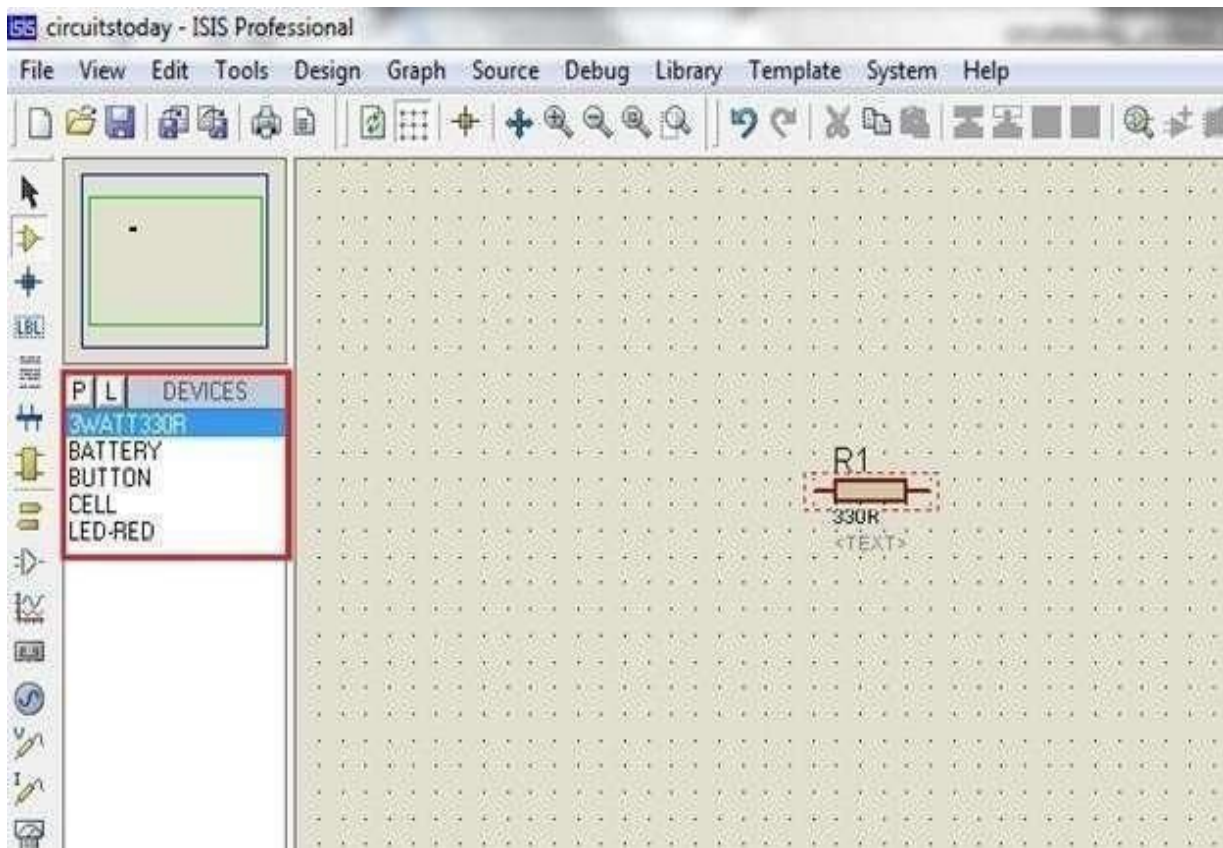 ISIS circuitstoday - ISIS Professional
File View Edit Tools Design Graph Source Debug Library Template System Help
LBL
P L DEVICES
3WATT330R
BATTERY
BUTTON
CELL
LED-RED
R1
330R
<TEXT>
V
I